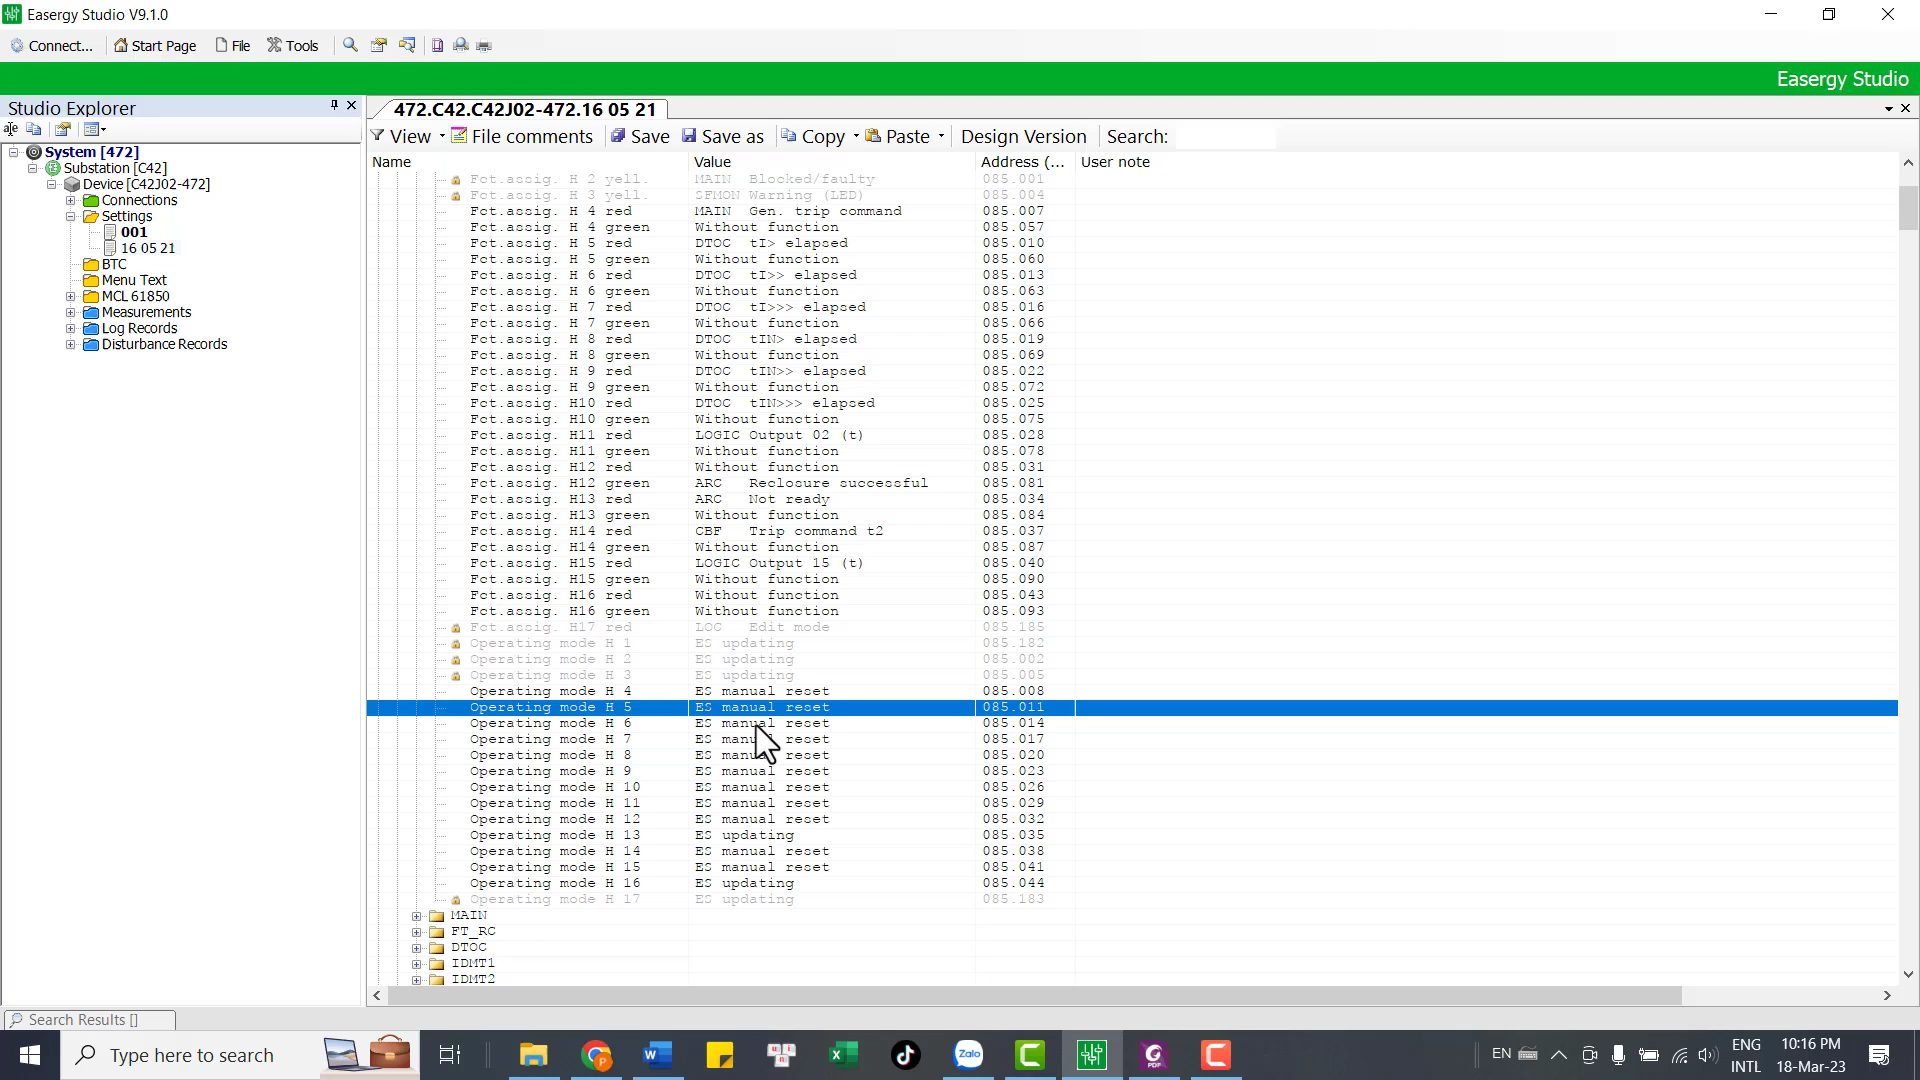 Easergy Studio V9.1.0
Connect... Start Page File Tools
Easergy Studio
Studio Explorer
472.C42.C42J02-472.16 05 21
View File comments Save Save as Copy Paste Design Version Search:
Name Value Address (... User note
System [472]
Substation [C42]
Device [C42J02-472]
Connections
Settings
001
16 05 21
BTC
Menu Text
MCL 61850
Measurements
Log Records
Disturbance Records
Fct.assig. H 2 yell. MAIN Blocked/faulty 085.001
Fct.assig. H 3 yell. SFMON Warning (LED) 085.004
Fct.assig. H 4 red MAIN Gen. trip command 085.007
Fct.assig. H 4 green Without function 085.057
Fct.assig. H 5 red DTOC tI> elapsed 085.010
Fct.assig. H 5 green Without function 085.060
Fct.assig. H 6 red DTOC tI>> elapsed 085.013
Fct.assig. H 6 green Without function 085.063
Fct.assig. H 7 red DTOC tI>>> elapsed 085.016
Fct.assig. H 7 green Without function 085.066
Fct.assig. H 8 red DTOC tIN> elapsed 085.019
Fct.assig. H 8 green Without function 085.069
Fct.assig. H 9 red DTOC tIN>> elapsed 085.022
Fct.assig. H 9 green Without function 085.072
Fct.assig. H10 red DTOC tIN>>> elapsed 085.025
Fct.assig. H10 green Without function 085.075
Fct.assig. H11 red LOGIC Output 02 (t) 085.028
Fct.assig. H11 green Without function 085.078
Fct.assig. H12 red Without function 085.031
Fct.assig. H12 green ARC Reclosure successful 085.081
Fct.assig. H13 red ARC Not ready 085.034
Fct.assig. H13 green Without function 085.084
Fct.assig. H14 red CBF Trip command t2 085.037
Fct.assig. H14 green Without function 085.087
Fct.assig. H15 red LOGIC Output 15 (t) 085.040
Fct.assig. H15 green Without function 085.090
Fct.assig. H16 red Without function 085.043
Fct.assig. H16 green Without function 085.093
Fct.assig. H17 red LOC Edit mode 085.185
Operating mode H 1 ES updating 085.182
Operating mode H 2 ES updating 085.002
Operating mode H 3 ES updating 085.005
Operating mode H 4 ES manual reset 085.008
Operating mode H 5 ES manual reset 085.011
Operating mode H 6 ES manual reset 085.014
Operating mode H 7 ES manual reset 085.017
Operating mode H 8 ES manual reset 085.020
Operating mode H 9 ES manual reset 085.023
Operating mode H 10 ES manual reset 085.026
Operating mode H 11 ES manual reset 085.029
Operating mode H 12 ES manual reset 085.032
Operating mode H 13 ES updating 085.035
Operating mode H 14 ES manual reset 085.038
Operating mode H 15 ES manual reset 085.041
Operating mode H 16 ES updating 085.044
Operating mode H 17 ES updating 085.183
MAIN
FT_RC
DTOC
IDMT1
IDMT2
Search Results []
Type here to search
Zalo
PDF
EN
ENG
INTL
10:16 PM
18-Mar-23